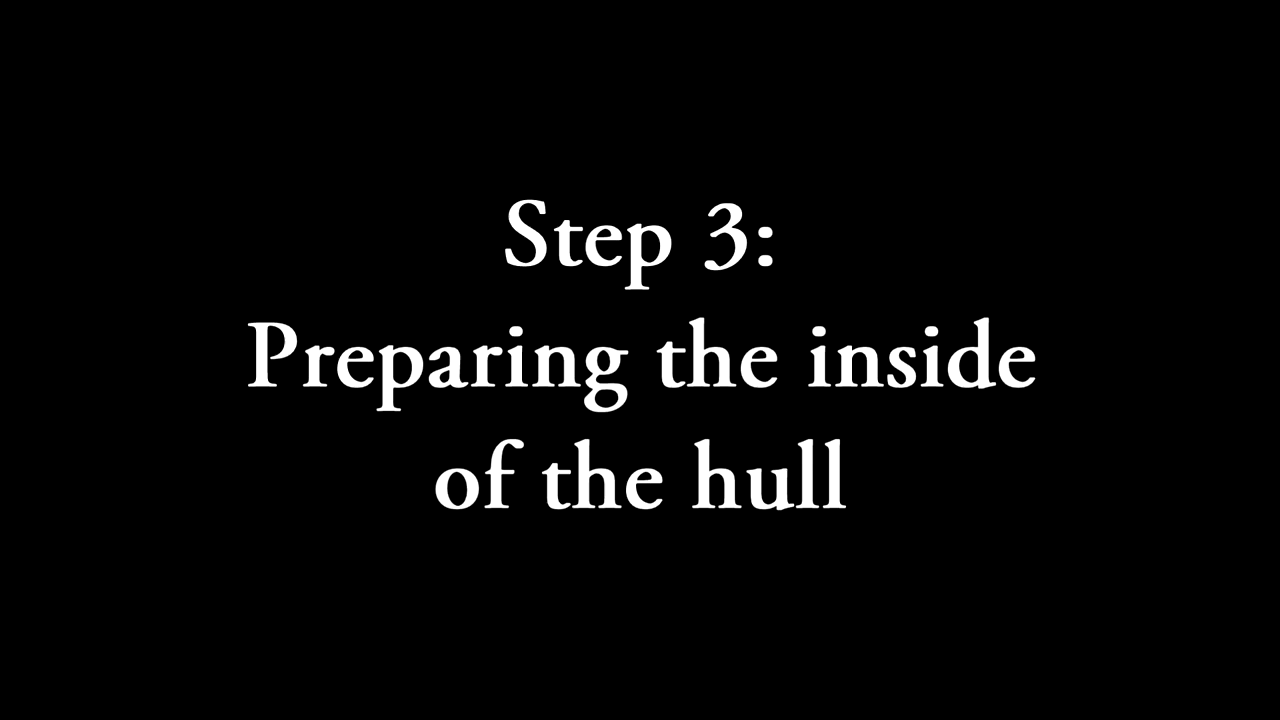 Step 3:
Preparing the inside
of the hull